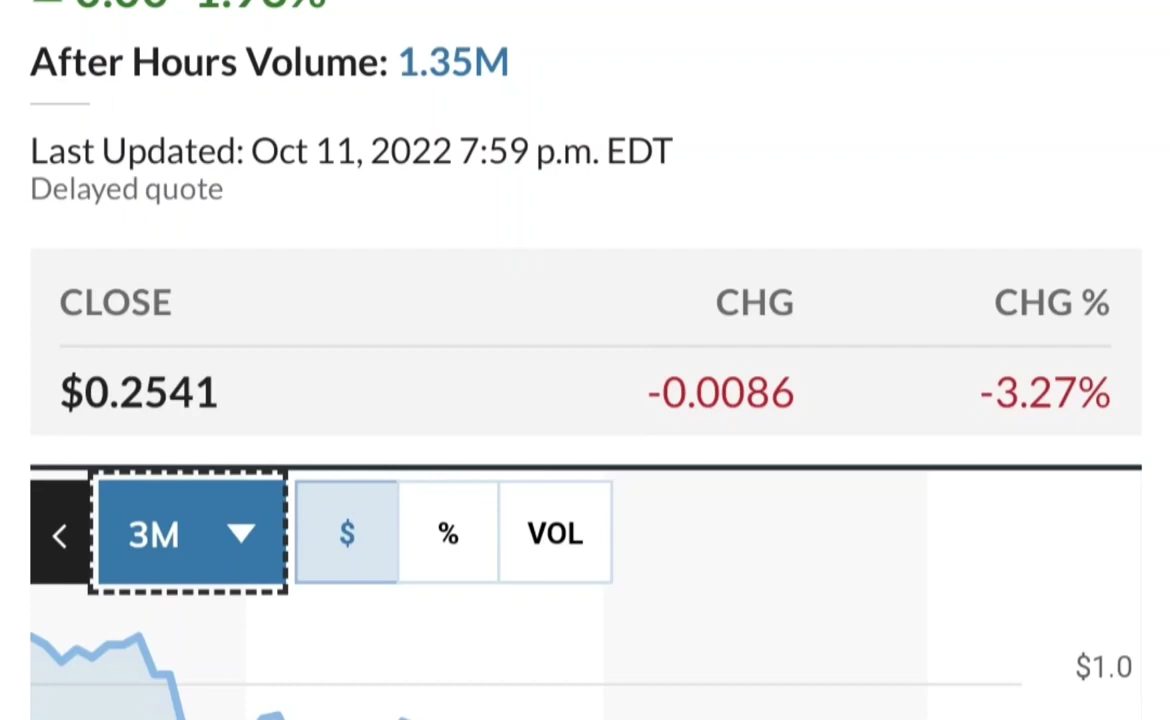 After Hours Volume: 1.35M
Last Updated: Oct 11, 2022 7:59 p.m. EDT
Delayed quote
CLOSE CHG CHG %
$0.2541 -0.0086 -3.27%
3M $ % VOL
$1.0